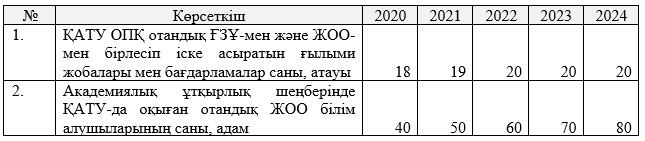 № Көрсеткіш 2020 2021 2022 2023 2024
1. ҚАТУ ОПҚ отандық ҒЗҰ-мен және ЖОО-
мен бірлесіп іске асыратын ғылыми
жобалары мен бағдарламалар саны, атауы 18 19 20 20 20
2. Академиялық ұтқырлық шеңберінде
ҚАТУ-да оқыған отандық ЖОО білім
алушыларының саны, адам 40 50 60 70 80